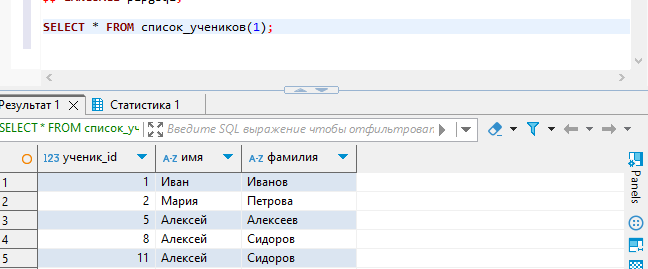 SELECT * FROM список_учеников(1);
Результат 1
Статистика 1
SELECT * FROM список_уч
Введите SQL выражение чтобы отфильтроват
123 ученик_id A-Z имя A-Z фамилия
1 1 Иван Иванов
2 2 Мария Петрова
3 5 Алексей Алексеев
4 8 Алексей Сидоров
5 11 Алексей Сидоров
Panels